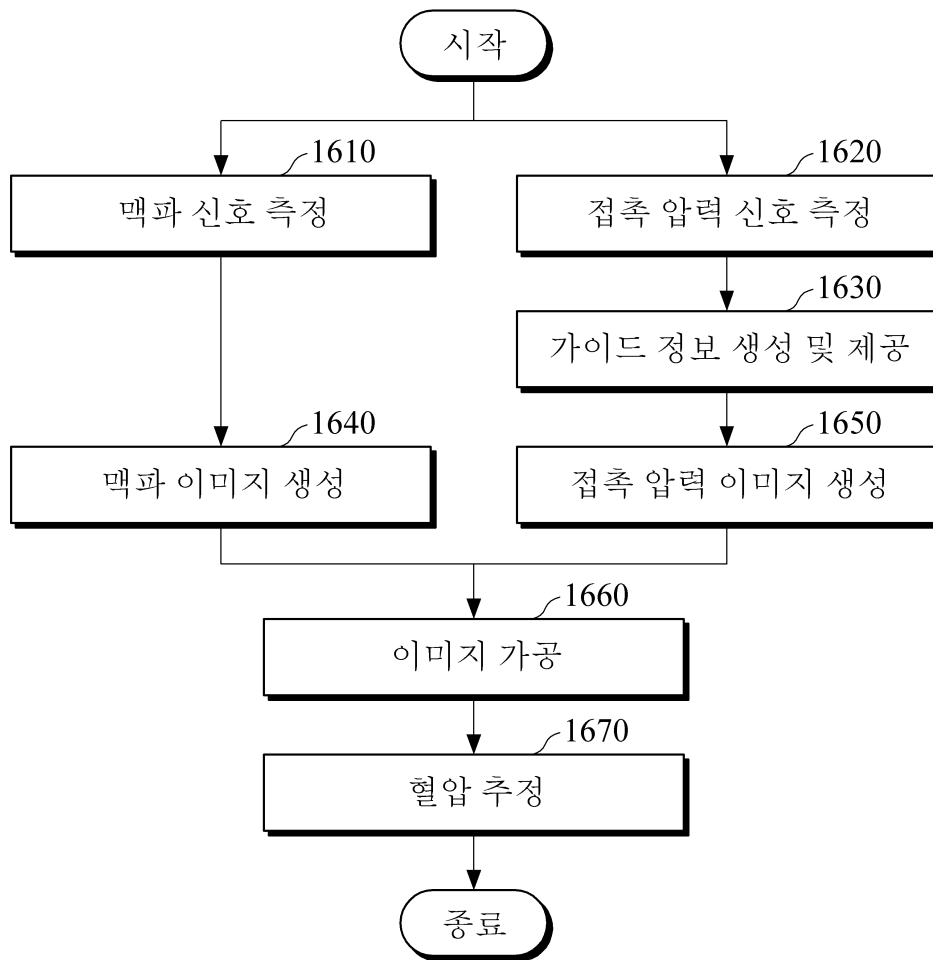 시작
1610
맥파 신호 측정
1620
접촉 압력 신호 측정
1630
가이드 정보 생성 및 제공
1640
맥파 이미지 생성
1650
접촉 압력 이미지 생성
1660
이미지 가공
1670
혈압 추정
종료